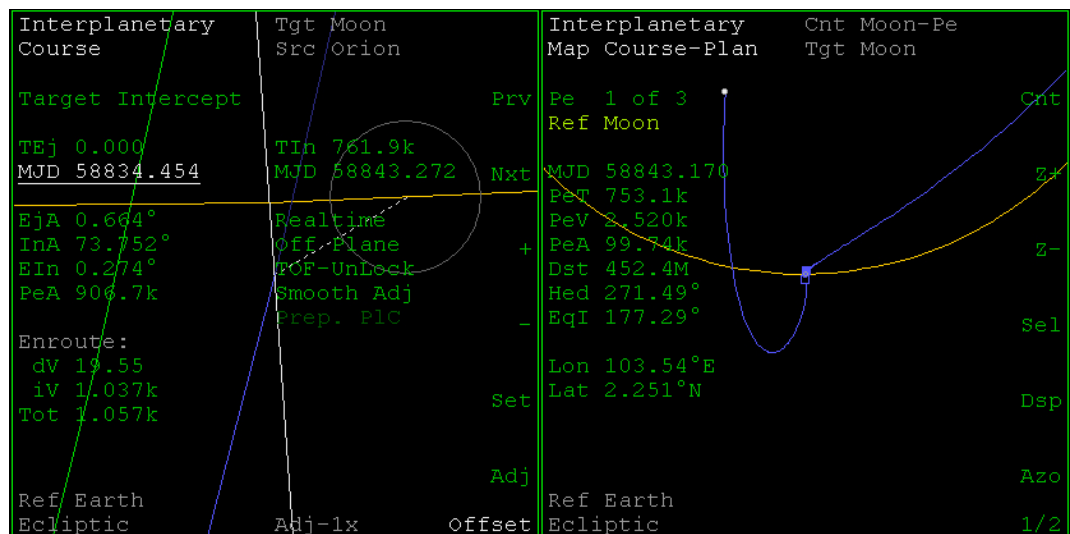 Interplanetary Tgt Moon
Course Src Orion
Target Intercept Prv
TEj 0.000 TIn 761.9k
MJD 58834.454 MJD 58843.272 Nxt
EjA 0.664° Realtime
InA 73.752° Off-Plane +
EIn 0.274° TOF-UnLock
PeA 906.7k Smooth Adj
Prep. PlC -
Enroute:
dV 19.55
iV 1.037k Set
Tot 1.057k
Adj
Ref Earth
Ecliptic Adj-1x Offset
Interplanetary Cnt Moon-Pe
Map Course-Plan Tgt Moon
Pe 1 of 3 Cnt
Ref Moon
MJD 58843.170 Z+
PeT 753.1k
PeV 2.520k
PeA 99.74k Z-
Dst 452.4M
Hed 271.49°
EqI 177.29° Sel
Lon 103.54°E
Lat 2.251°N Dsp
Azo
Ref Earth
Ecliptic 1/2